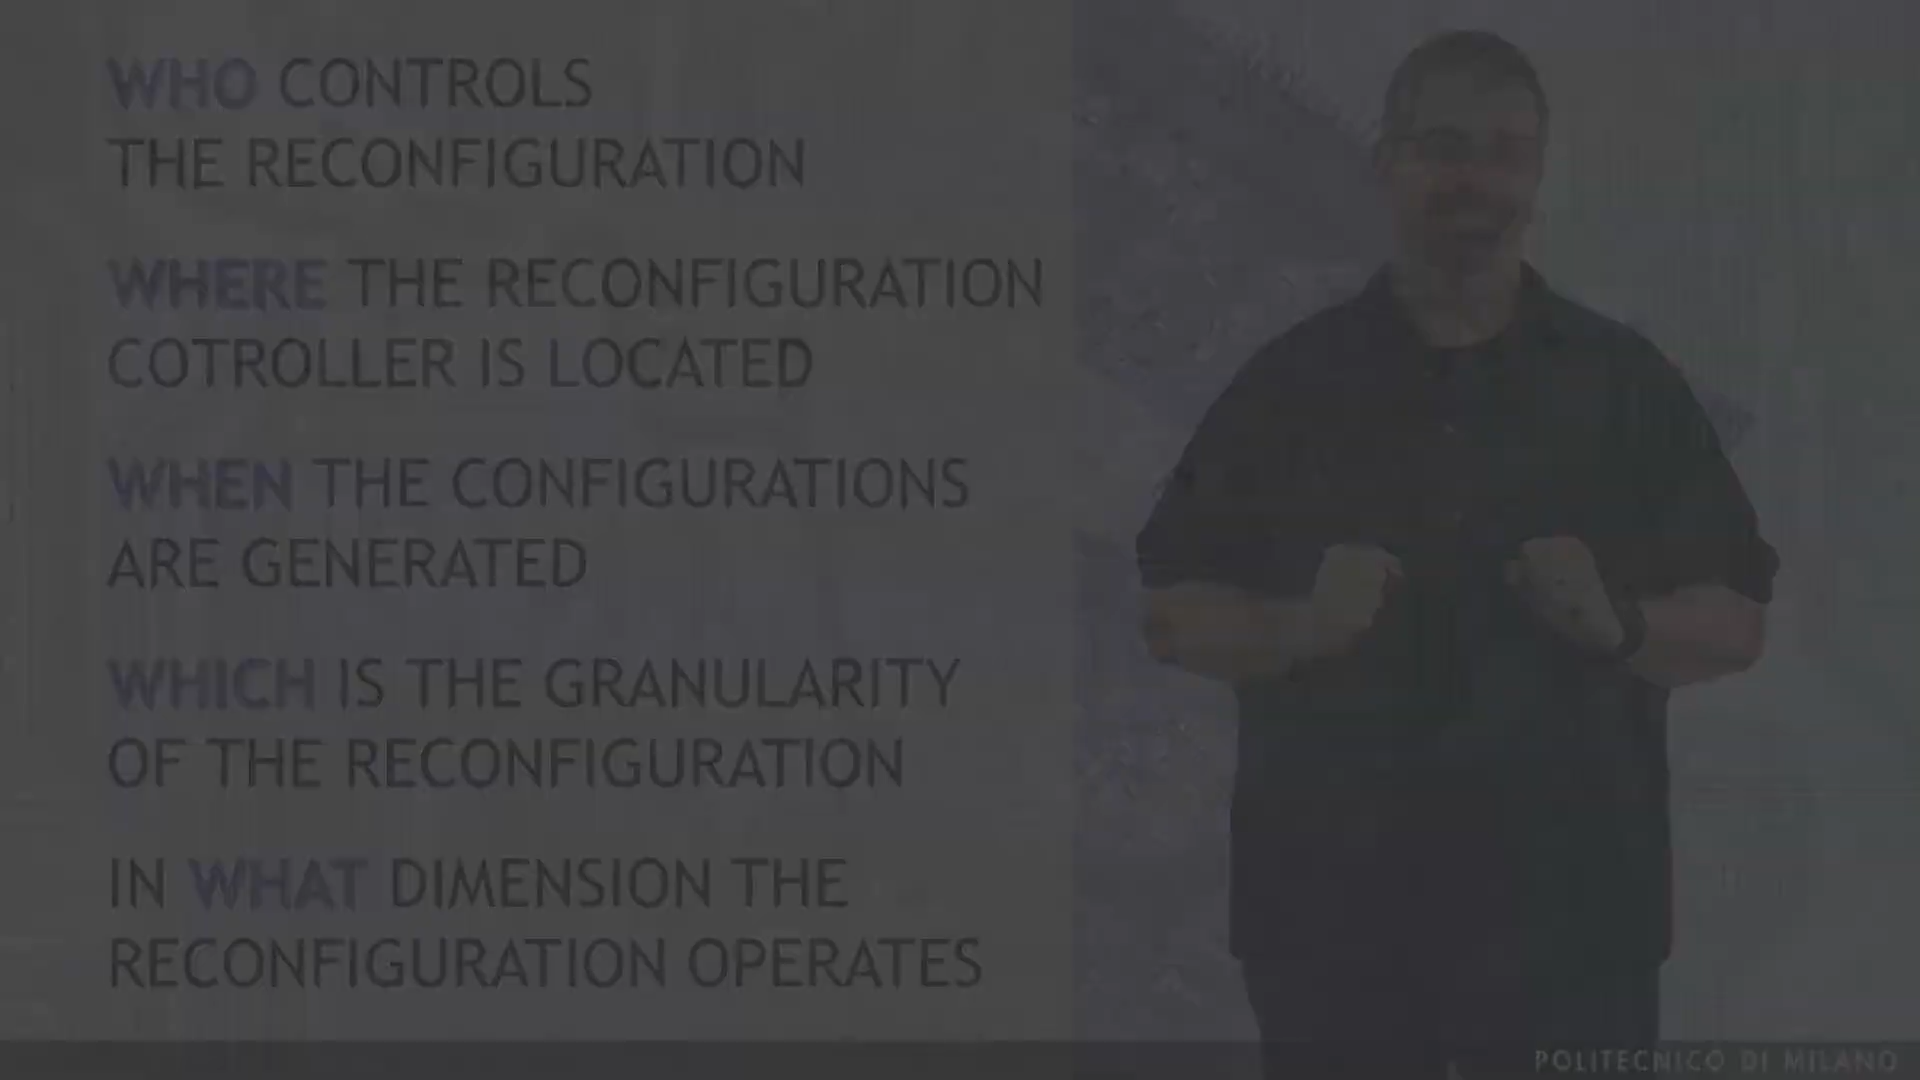 WHO CONTROLS
THE RECONFIGURATION
WHERE THE RECONFIGURATION
COTROLLER IS LOCATED
WHEN THE CONFIGURATIONS
ARE GENERATED
WHICH IS THE GRANULARITY
OF THE RECONFIGURATION
IN WHAT DIMENSION THE
RECONFIGURATION OPERATES
POLITECNICO DI MILANO